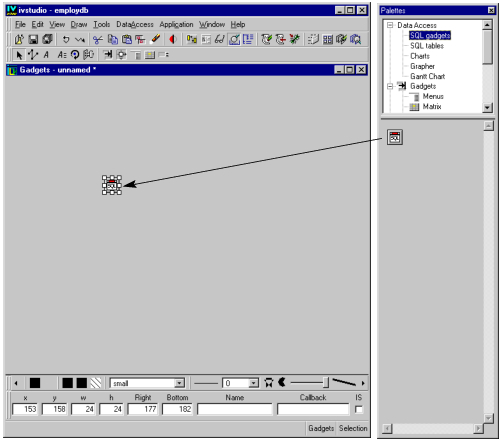 ivstudio - employdb
File Edit View Draw Tools DataAccess Application Window Help
Gadgets - unnamed *
SQL
small
0
x y w h Right Bottom Name Callback IS
153 158 24 24 177 182
Gadgets Selection
Palettes
Data Access
SQL gadgets
SQL tables
Charts
Grapher
Gantt Chart
Gadgets
Menus
Matrix
SQL